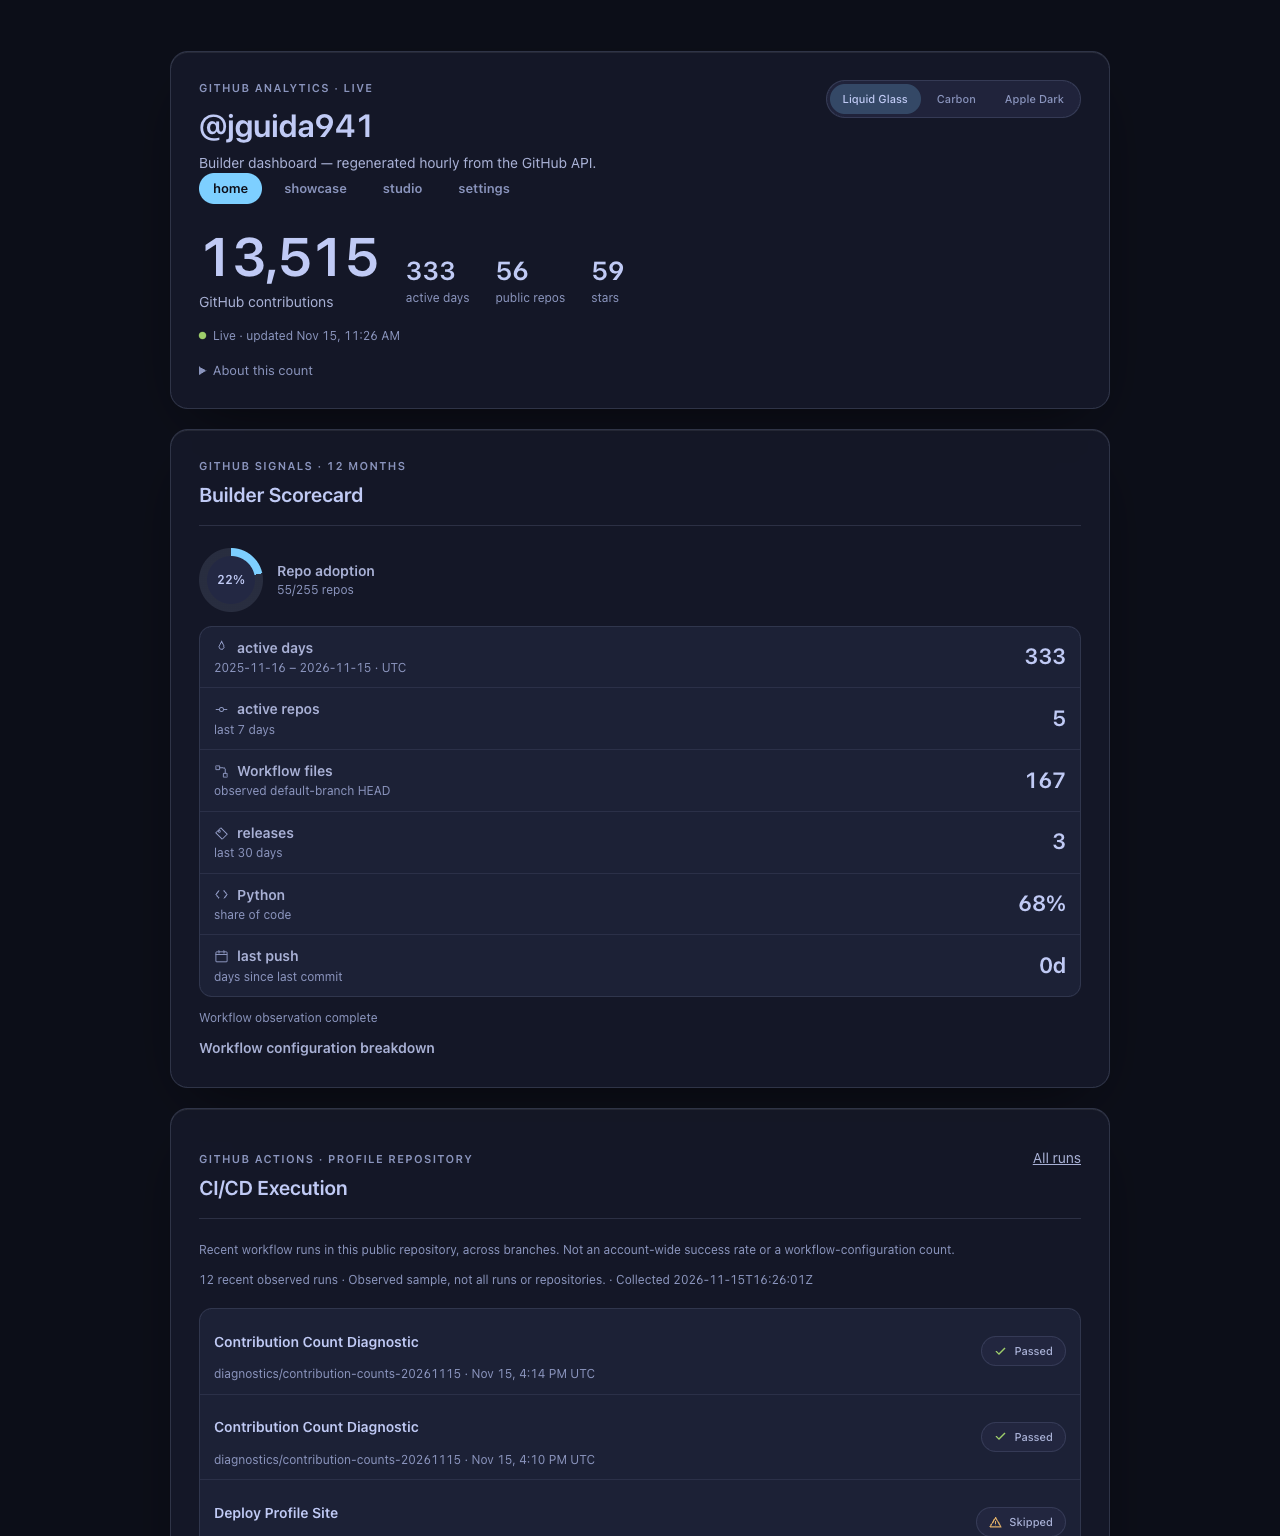 GITHUB ANALYTICS · LIVE
Liquid Glass Carbon Apple Dark
@jguida941
Builder dashboard — regenerated hourly from the GitHub API.
home showcase studio settings
13,515 333 56 59
GitHub contributions active days public repos stars
Live · updated Nov 15, 11:26 AM
About this count
GITHUB SIGNALS · 12 MONTHS
Builder Scorecard
22% Repo adoption
55/255 repos
active days 333
2025-11-16 – 2026-11-15 · UTC
active repos 5
last 7 days
Workflow files 167
observed default-branch HEAD
releases 3
last 30 days
Python 68%
share of code
last push 0d
days since last commit
Workflow observation complete
Workflow configuration breakdown
GITHUB ACTIONS · PROFILE REPOSITORY All runs
CI/CD Execution
Recent workflow runs in this public repository, across branches. Not an account-wide success rate or a workflow-configuration count.
12 recent observed runs · Observed sample, not all runs or repositories. · Collected 2026-11-15T16:26:01Z
Contribution Count Diagnostic Passed
diagnostics/contribution-counts-20261115 · Nov 15, 4:14 PM UTC
Contribution Count Diagnostic Passed
diagnostics/contribution-counts-20261115 · Nov 15, 4:10 PM UTC
Deploy Profile Site Skipped